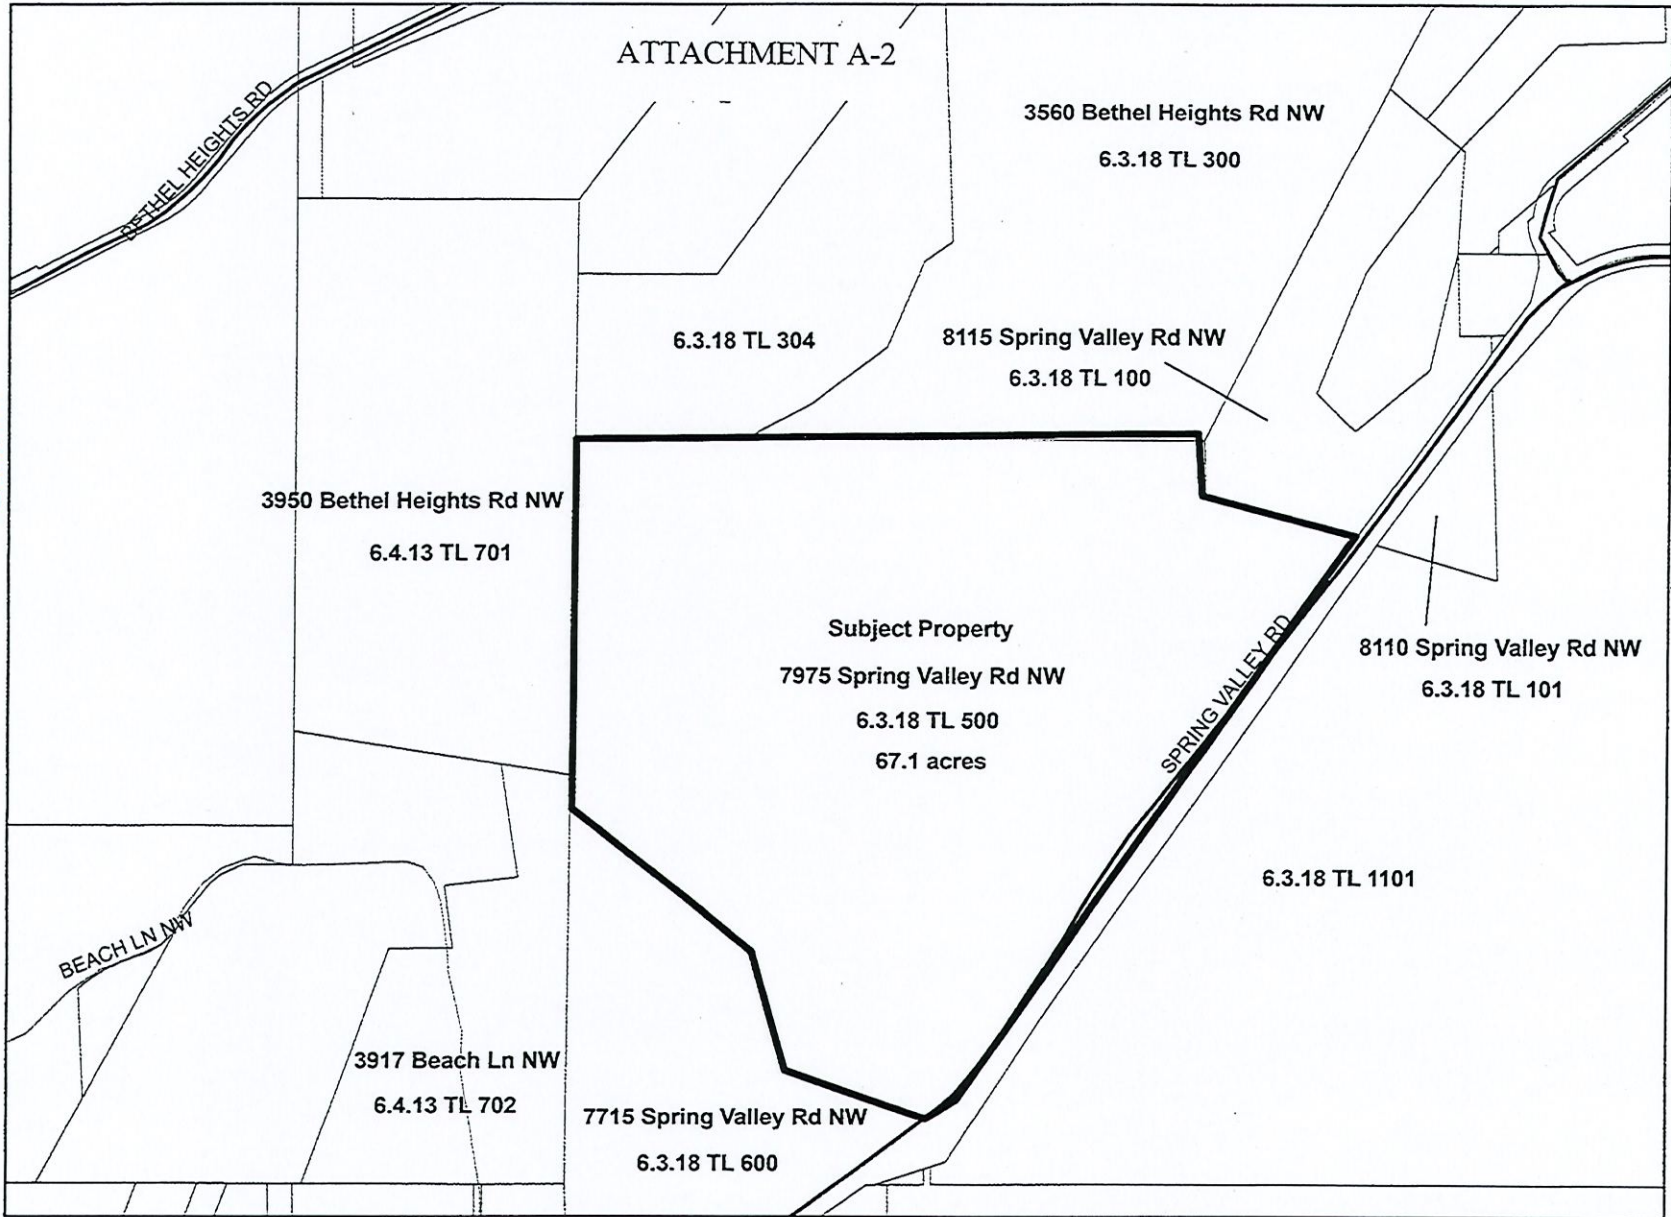 ATTACHMENT A-2
BETHEL HEIGHTS RD
3560 Bethel Heights Rd NW
6.3.18 TL 300
6.3.18 TL 304
8115 Spring Valley Rd NW
6.3.18 TL 100
3950 Bethel Heights Rd NW
6.4.13 TL 701
Subject Property
7975 Spring Valley Rd NW
6.3.18 TL 500
67.1 acres
SPRING VALLEY RD
8110 Spring Valley Rd NW
6.3.18 TL 101
6.3.18 TL 1101
BEACH LN NW
3917 Beach Ln NW
6.4.13 TL 702
7715 Spring Valley Rd NW
6.3.18 TL 600